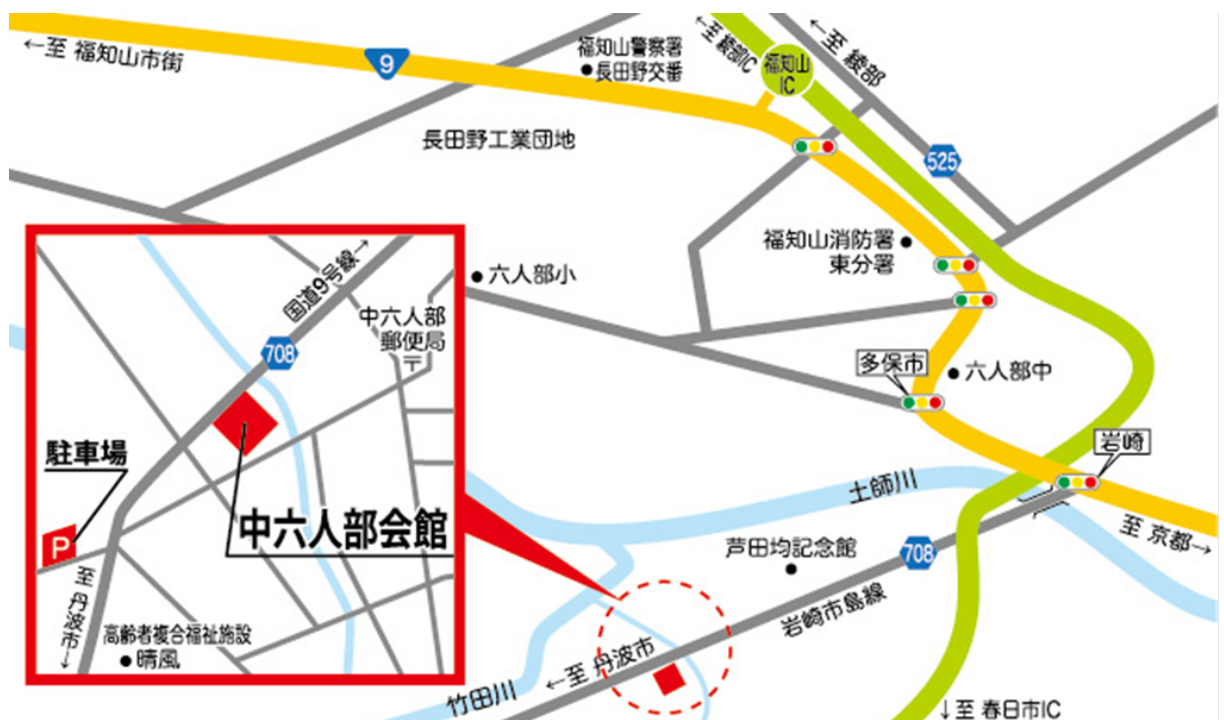 ←至 福知山市街
9
福知山警察署
長田野交番
←至 綾部IC
福知山
IC
←至 綾部
525
長田野工業団地
福知山消防署
東分署
六人部小
多保市
六人部中
岩崎
土師川
至 京都→
芦田均記念館
708
岩崎市島線
←至 丹波市
竹田川
↓至 春日市IC
国道9号線→
中六人部
郵便局
〒
708
駐車場
P
中六人部会館
至 丹波市→
高齢者複合福祉施設
晴風